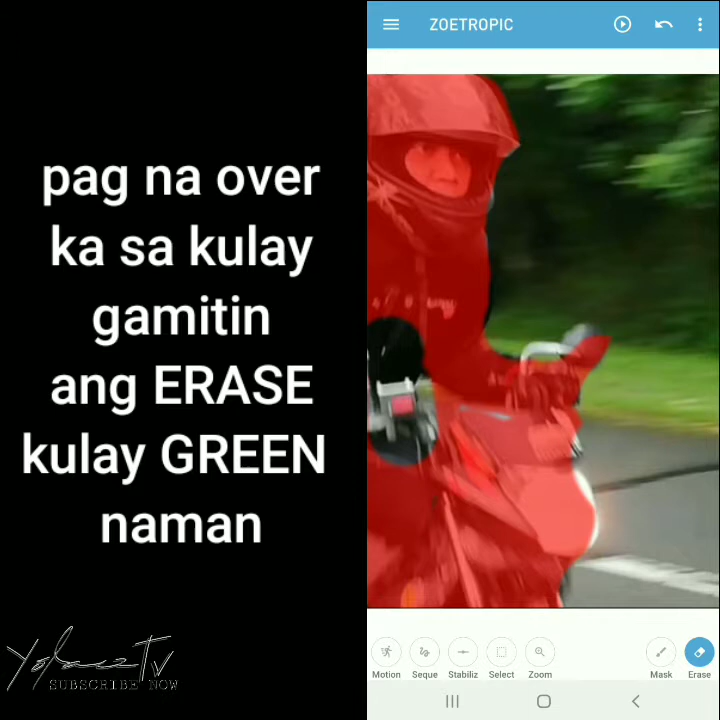 pag na over
ka sa kulay
gamitin
ang ERASE
kulay GREEN
naman
SUBSCRIBE NOW
ZOETROPIC
Motion Seque Stabiliz Select Zoom Mask Erase